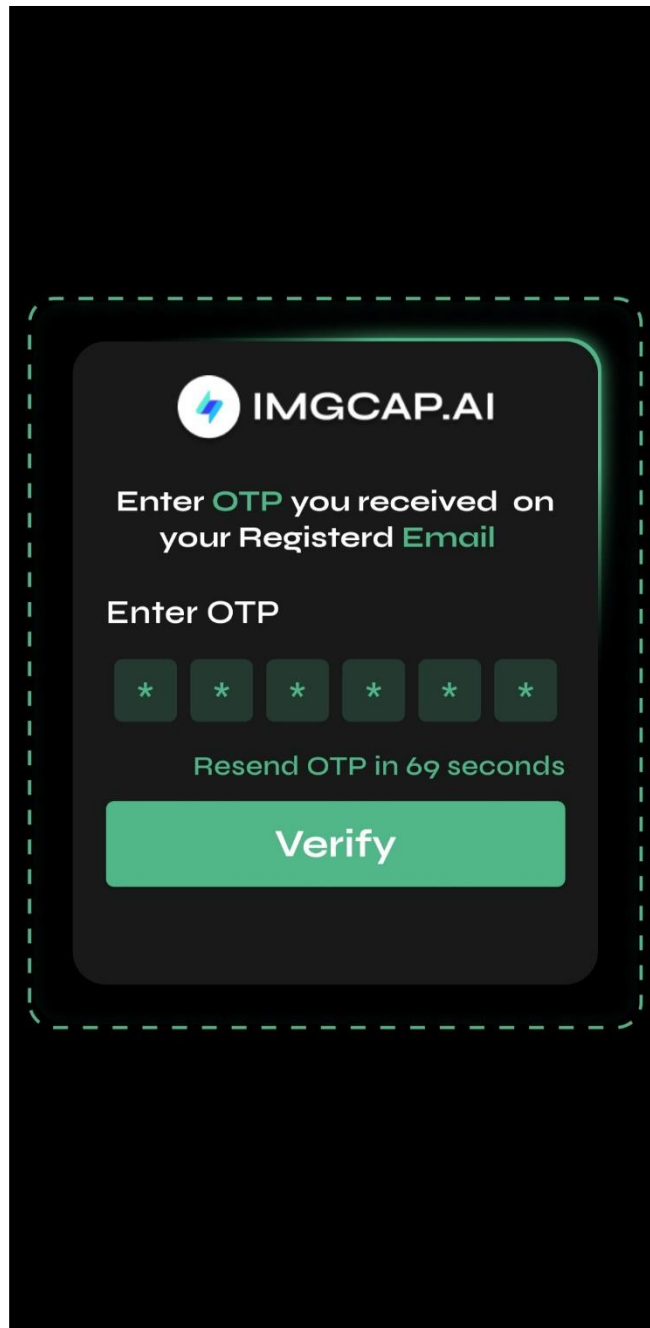 IMGCAP.AI
Enter OTP you received on
your Registerd Email
Enter OTP
* * * * * *
Resend OTP in 69 seconds
Verify